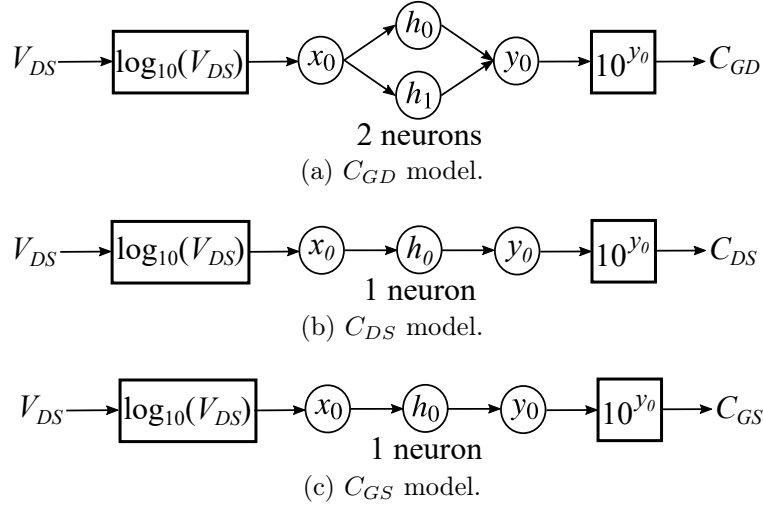 h₀
V_DS log₁₀(V_DS) x₀ y₀ 10^y₀ C_GD
h₁
2 neurons
(a) C_GD model.
V_DS log₁₀(V_DS) x₀ h₀ y₀ 10^y₀ C_DS
1 neuron
(b) C_DS model.
V_DS log₁₀(V_DS) x₀ h₀ y₀ 10^y₀ C_GS
1 neuron
(c) C_GS model.